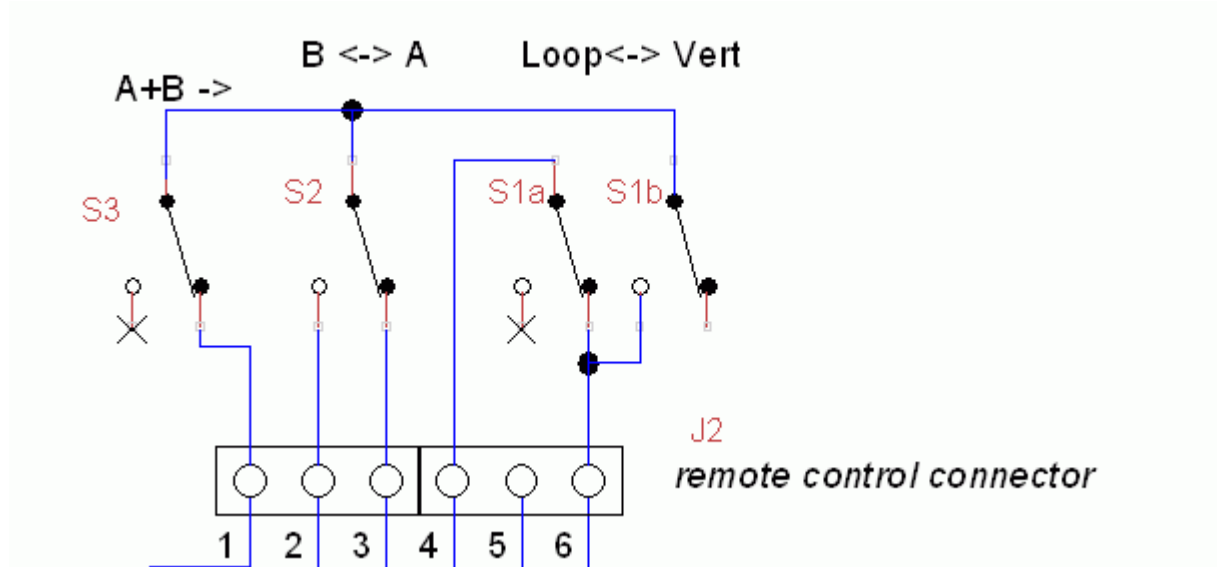 B <-> A
Loop<-> Vert
A+B ->
S3
S2
S1a
S1b
J2
remote control connector
1 2 3 4 5 6